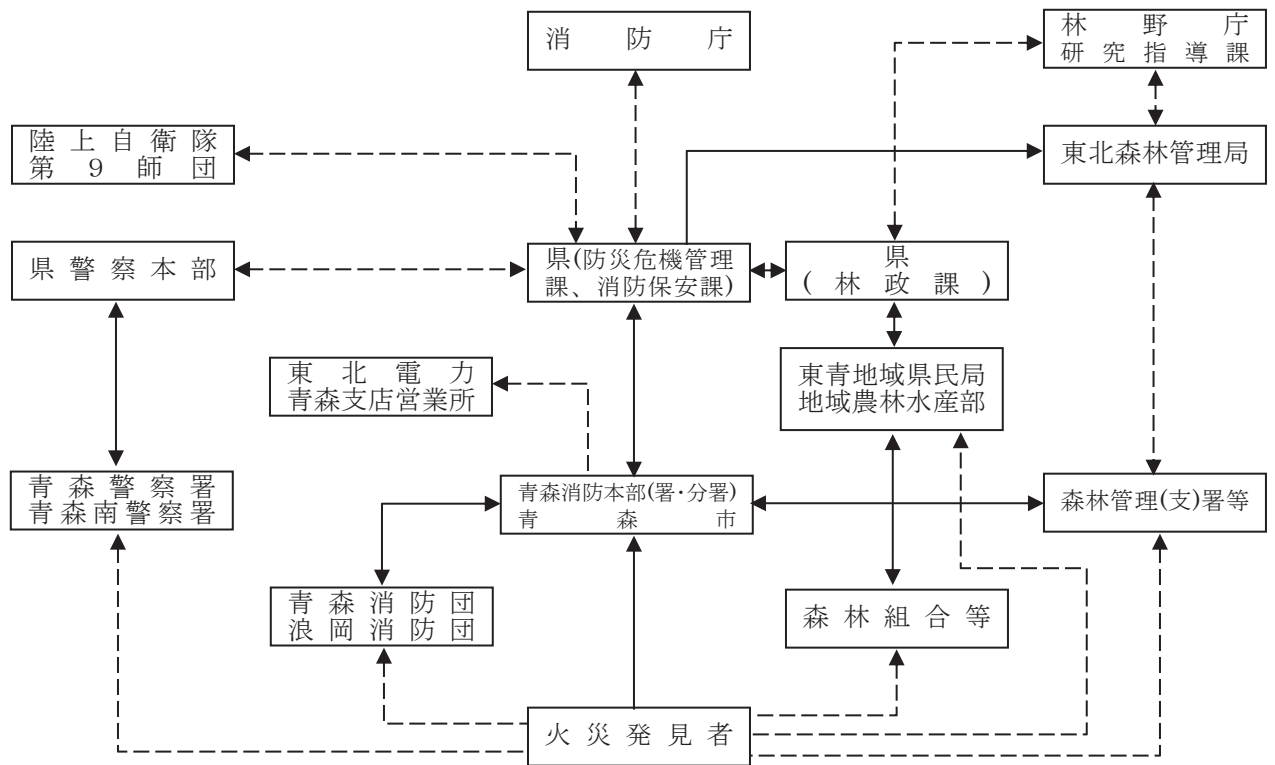 消防庁
林野庁
研究指導課
陸上自衛隊
第9師団
東北森林管理局
県警察本部
県(防災危機管理
課、消防保安課)
県
(林政課)
東北電力
青森支店営業所
東青地域県民局
地域農林水産部
青森警察署
青森南警察署
青森消防本部(署・分署)
青森市
森林管理(支)署等
青森消防団
浪岡消防団
森林組合等
火災発見者